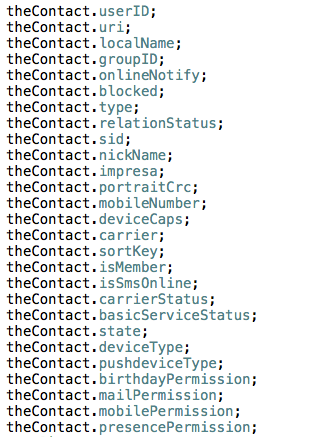 theContact.userID;
theContact.uri;
theContact.localName;
theContact.groupID;
theContact.onlineNotify;
theContact.blocked;
theContact.type;
theContact.relationStatus;
theContact.sid;
theContact.nickName;
theContact.impresa;
theContact.portraitCrc;
theContact.mobileNumber;
theContact.deviceCaps;
theContact.carrier;
theContact.sortKey;
theContact.isMember;
theContact.isSmsOnline;
theContact.carrierStatus;
theContact.basicServiceStatus;
theContact.state;
theContact.deviceType;
theContact.pushdeviceType;
theContact.birthdayPermission;
theContact.mailPermission;
theContact.mobilePermission;
theContact.presencePermission;